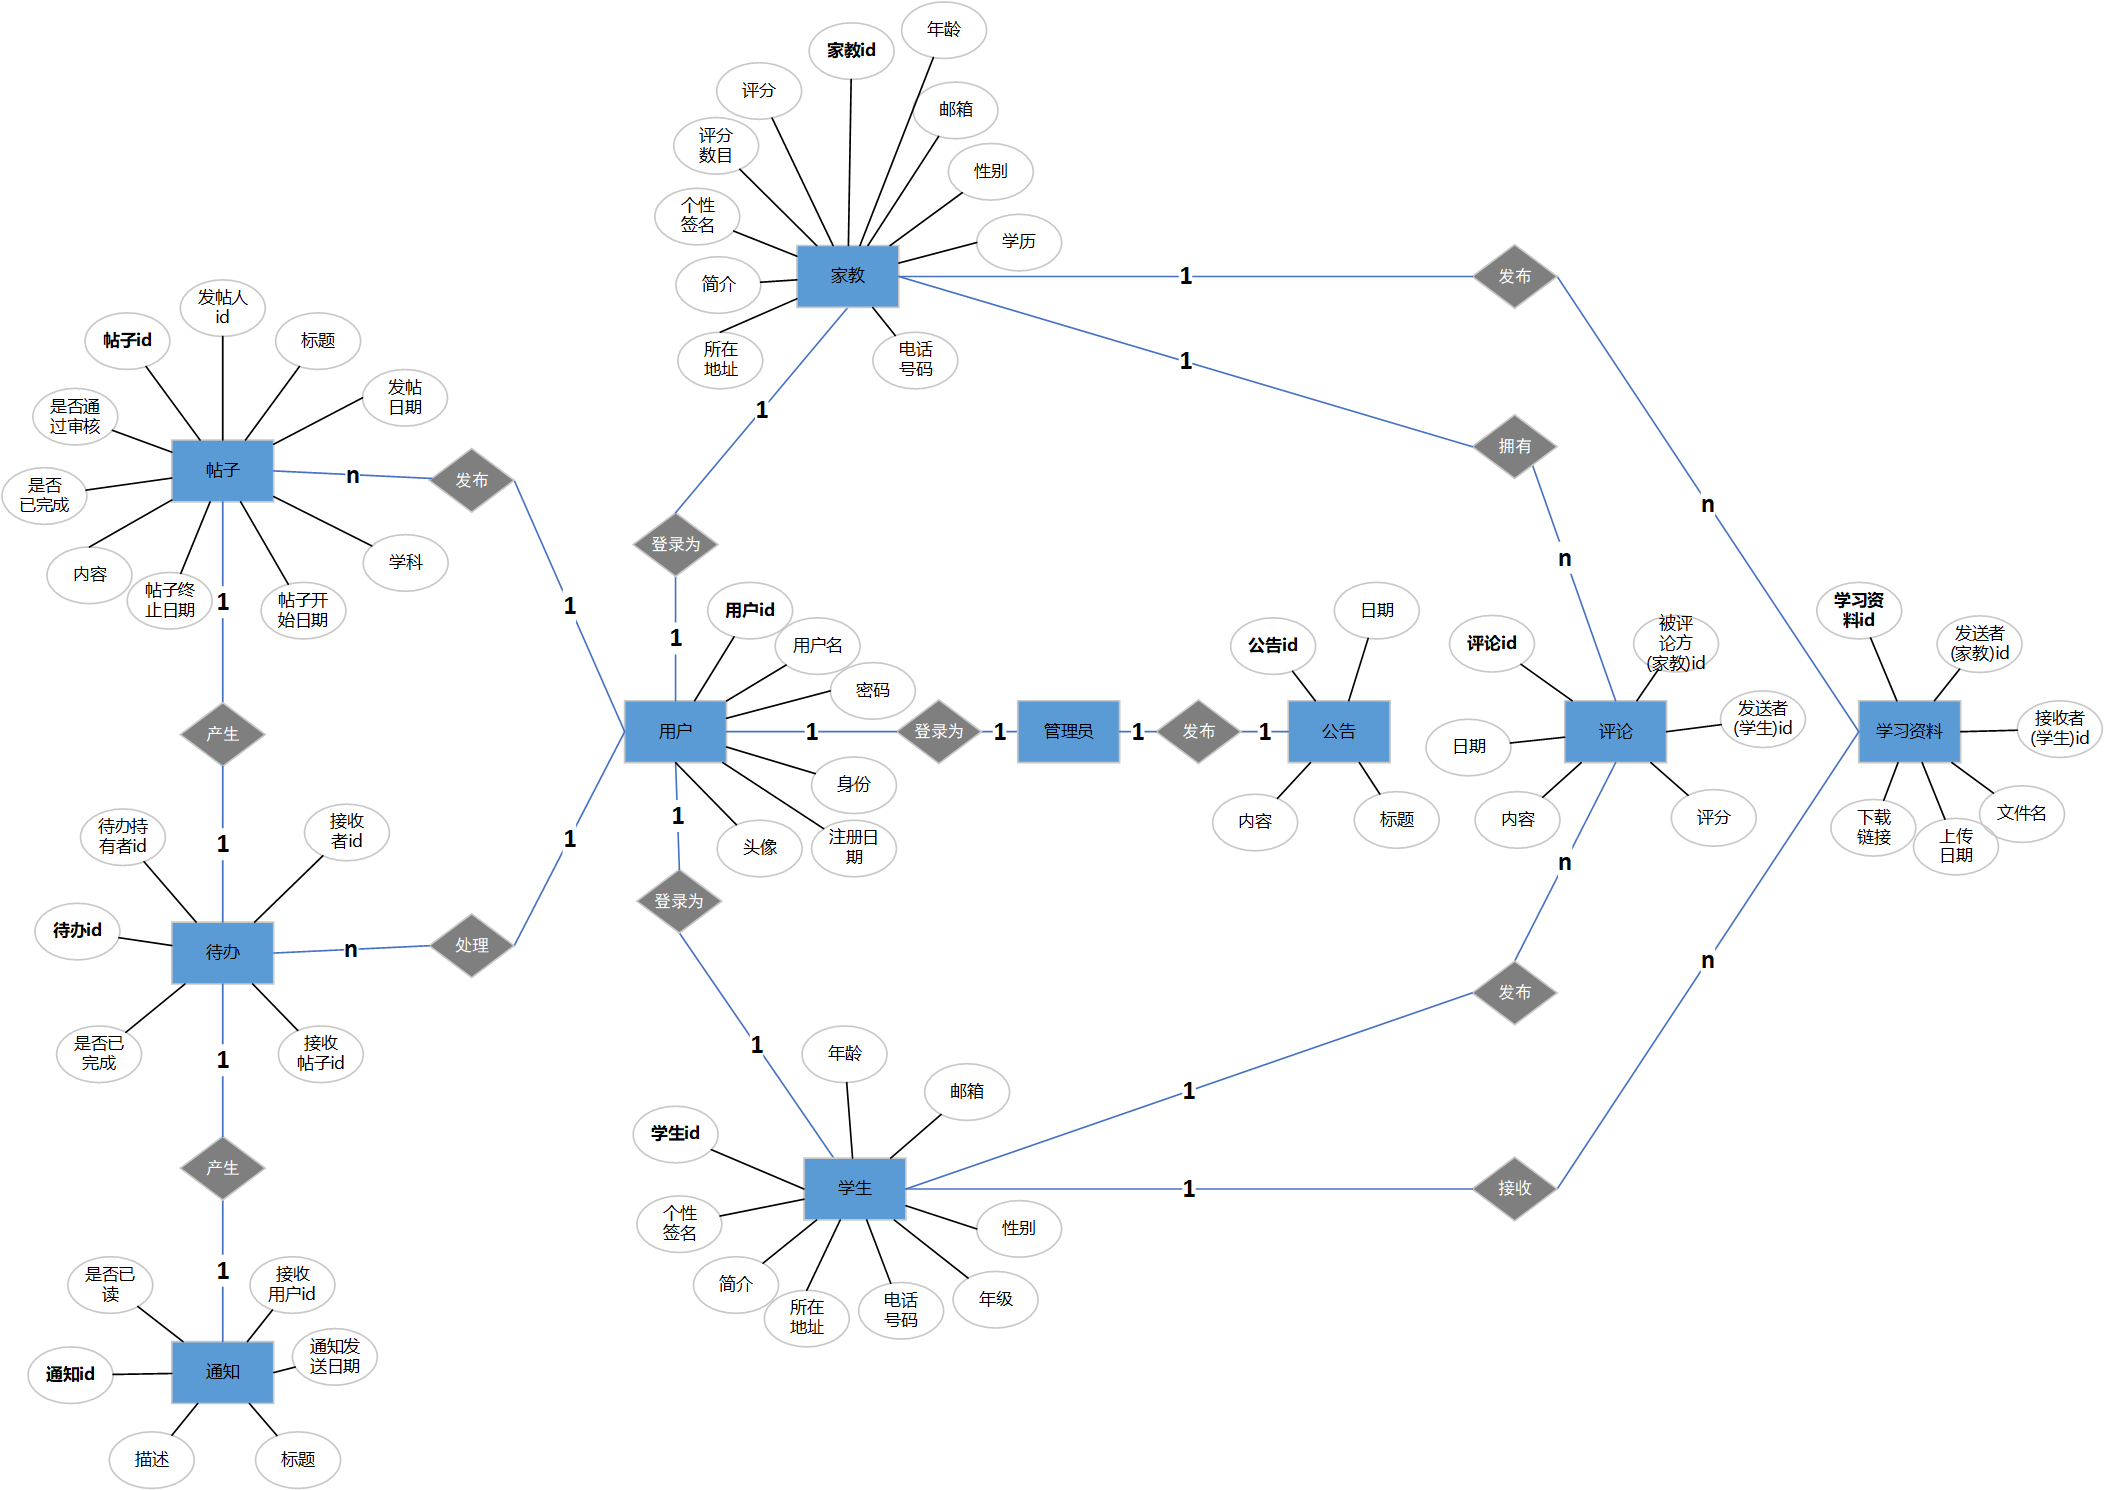 年龄
家教id
评分
邮箱
评分
数目
性别
个性
签名
学历
简介
家教
1
发布
所在
地址
电话
号码
1
拥有
1
n
n
登录为
1
发帖人
id
帖子id
标题
发帖
日期
是否通
过审核
帖子
n
发布
是否
已完成
内容
帖子终
止日期
1
帖子开
始日期
学科
1
产生
1
待办持
有者id
接收
者id
待办id
待办
n
处理
1
是否已
完成
1
接收
帖子id
产生
1
是否已
读
接收
用户id
通知id
通知
通知发
送日期
描述
标题
用户id
用户名
密码
用户
1
登录为
1
管理员
1
发布
1
公告
身份
注册日
期
头像
1
登录为
1
公告id
日期
内容
标题
评论id
被评
论方
(家教)id
发送者
(学生)id
日期
评论
内容
评分
n
发布
1
学习资
料id
发送者
(家教)id
接收者
(学生)id
学习资料
下载
链接
上传
日期
文件名
n
年龄
邮箱
学生id
学生
1
接收
个性
签名
性别
简介
所在
地址
电话
号码
年级